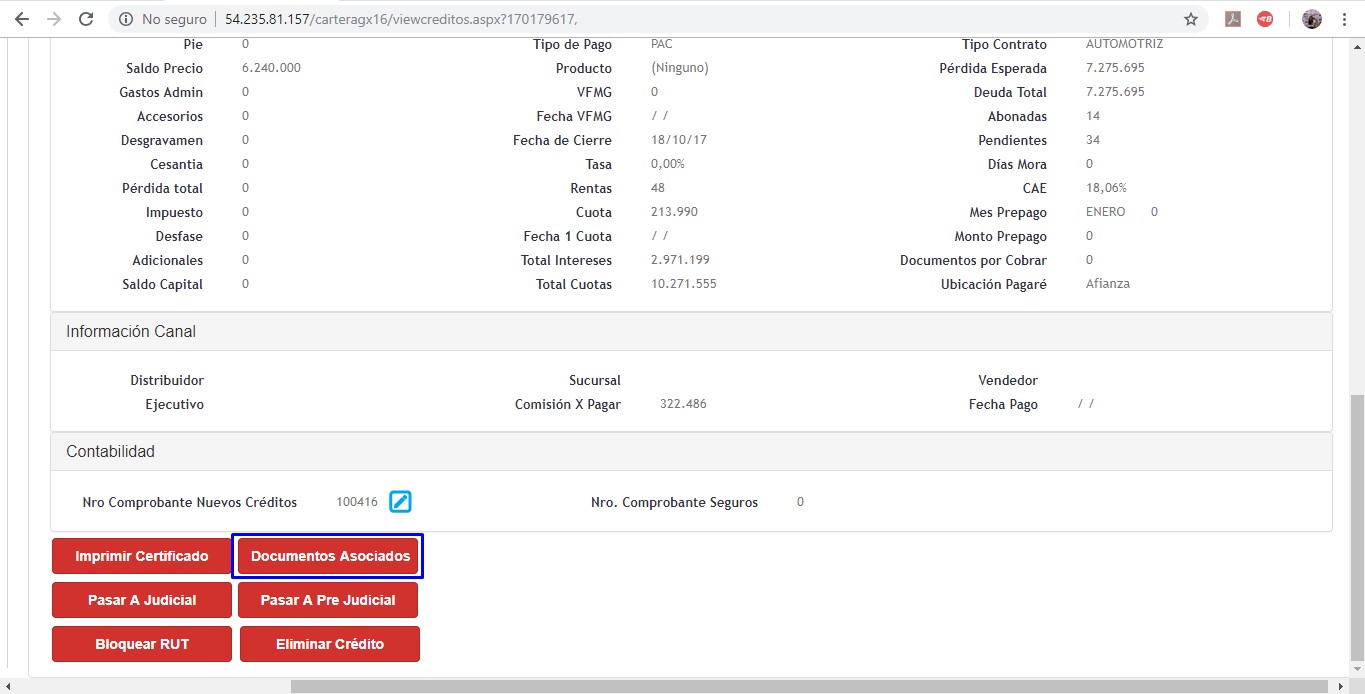 No seguro | 54.235.81.157/carteragx16/viewcreditos.aspx?170179617,
Pie 0 Tipo de Pago PAC Tipo Contrato AUTOMOTRIZ
Saldo Precio 6.240.000 Producto (Ninguno) Pérdida Esperada 7.275.695
Gastos Admin 0 VFMG 0 Deuda Total 7.275.695
Accesorios 0 Fecha VFMG / / Abonadas 14
Desgravamen 0 Fecha de Cierre 18/10/17 Pendientes 34
Cesantia 0 Tasa 0,00% Días Mora 0
Pérdida total 0 Rentas 48 CAE 18,06%
Impuesto 0 Cuota 213.990 Mes Prepago ENERO 0
Desfase 0 Fecha 1 Cuota / / Monto Prepago 0
Adicionales 0 Total Intereses 2.971.199 Documentos por Cobrar 0
Saldo Capital 0 Total Cuotas 10.271.555 Ubicación Pagaré Afianza
Información Canal
Distribuidor Sucursal Vendedor
Ejecutivo Comisión X Pagar 322.486 Fecha Pago / /
Contabilidad
Nro Comprobante Nuevos Créditos 100416 Nro. Comprobante Seguros 0
Imprimir Certificado Documentos Asociados
Pasar A Judicial Pasar A Pre Judicial
Bloquear RUT Eliminar Crédito